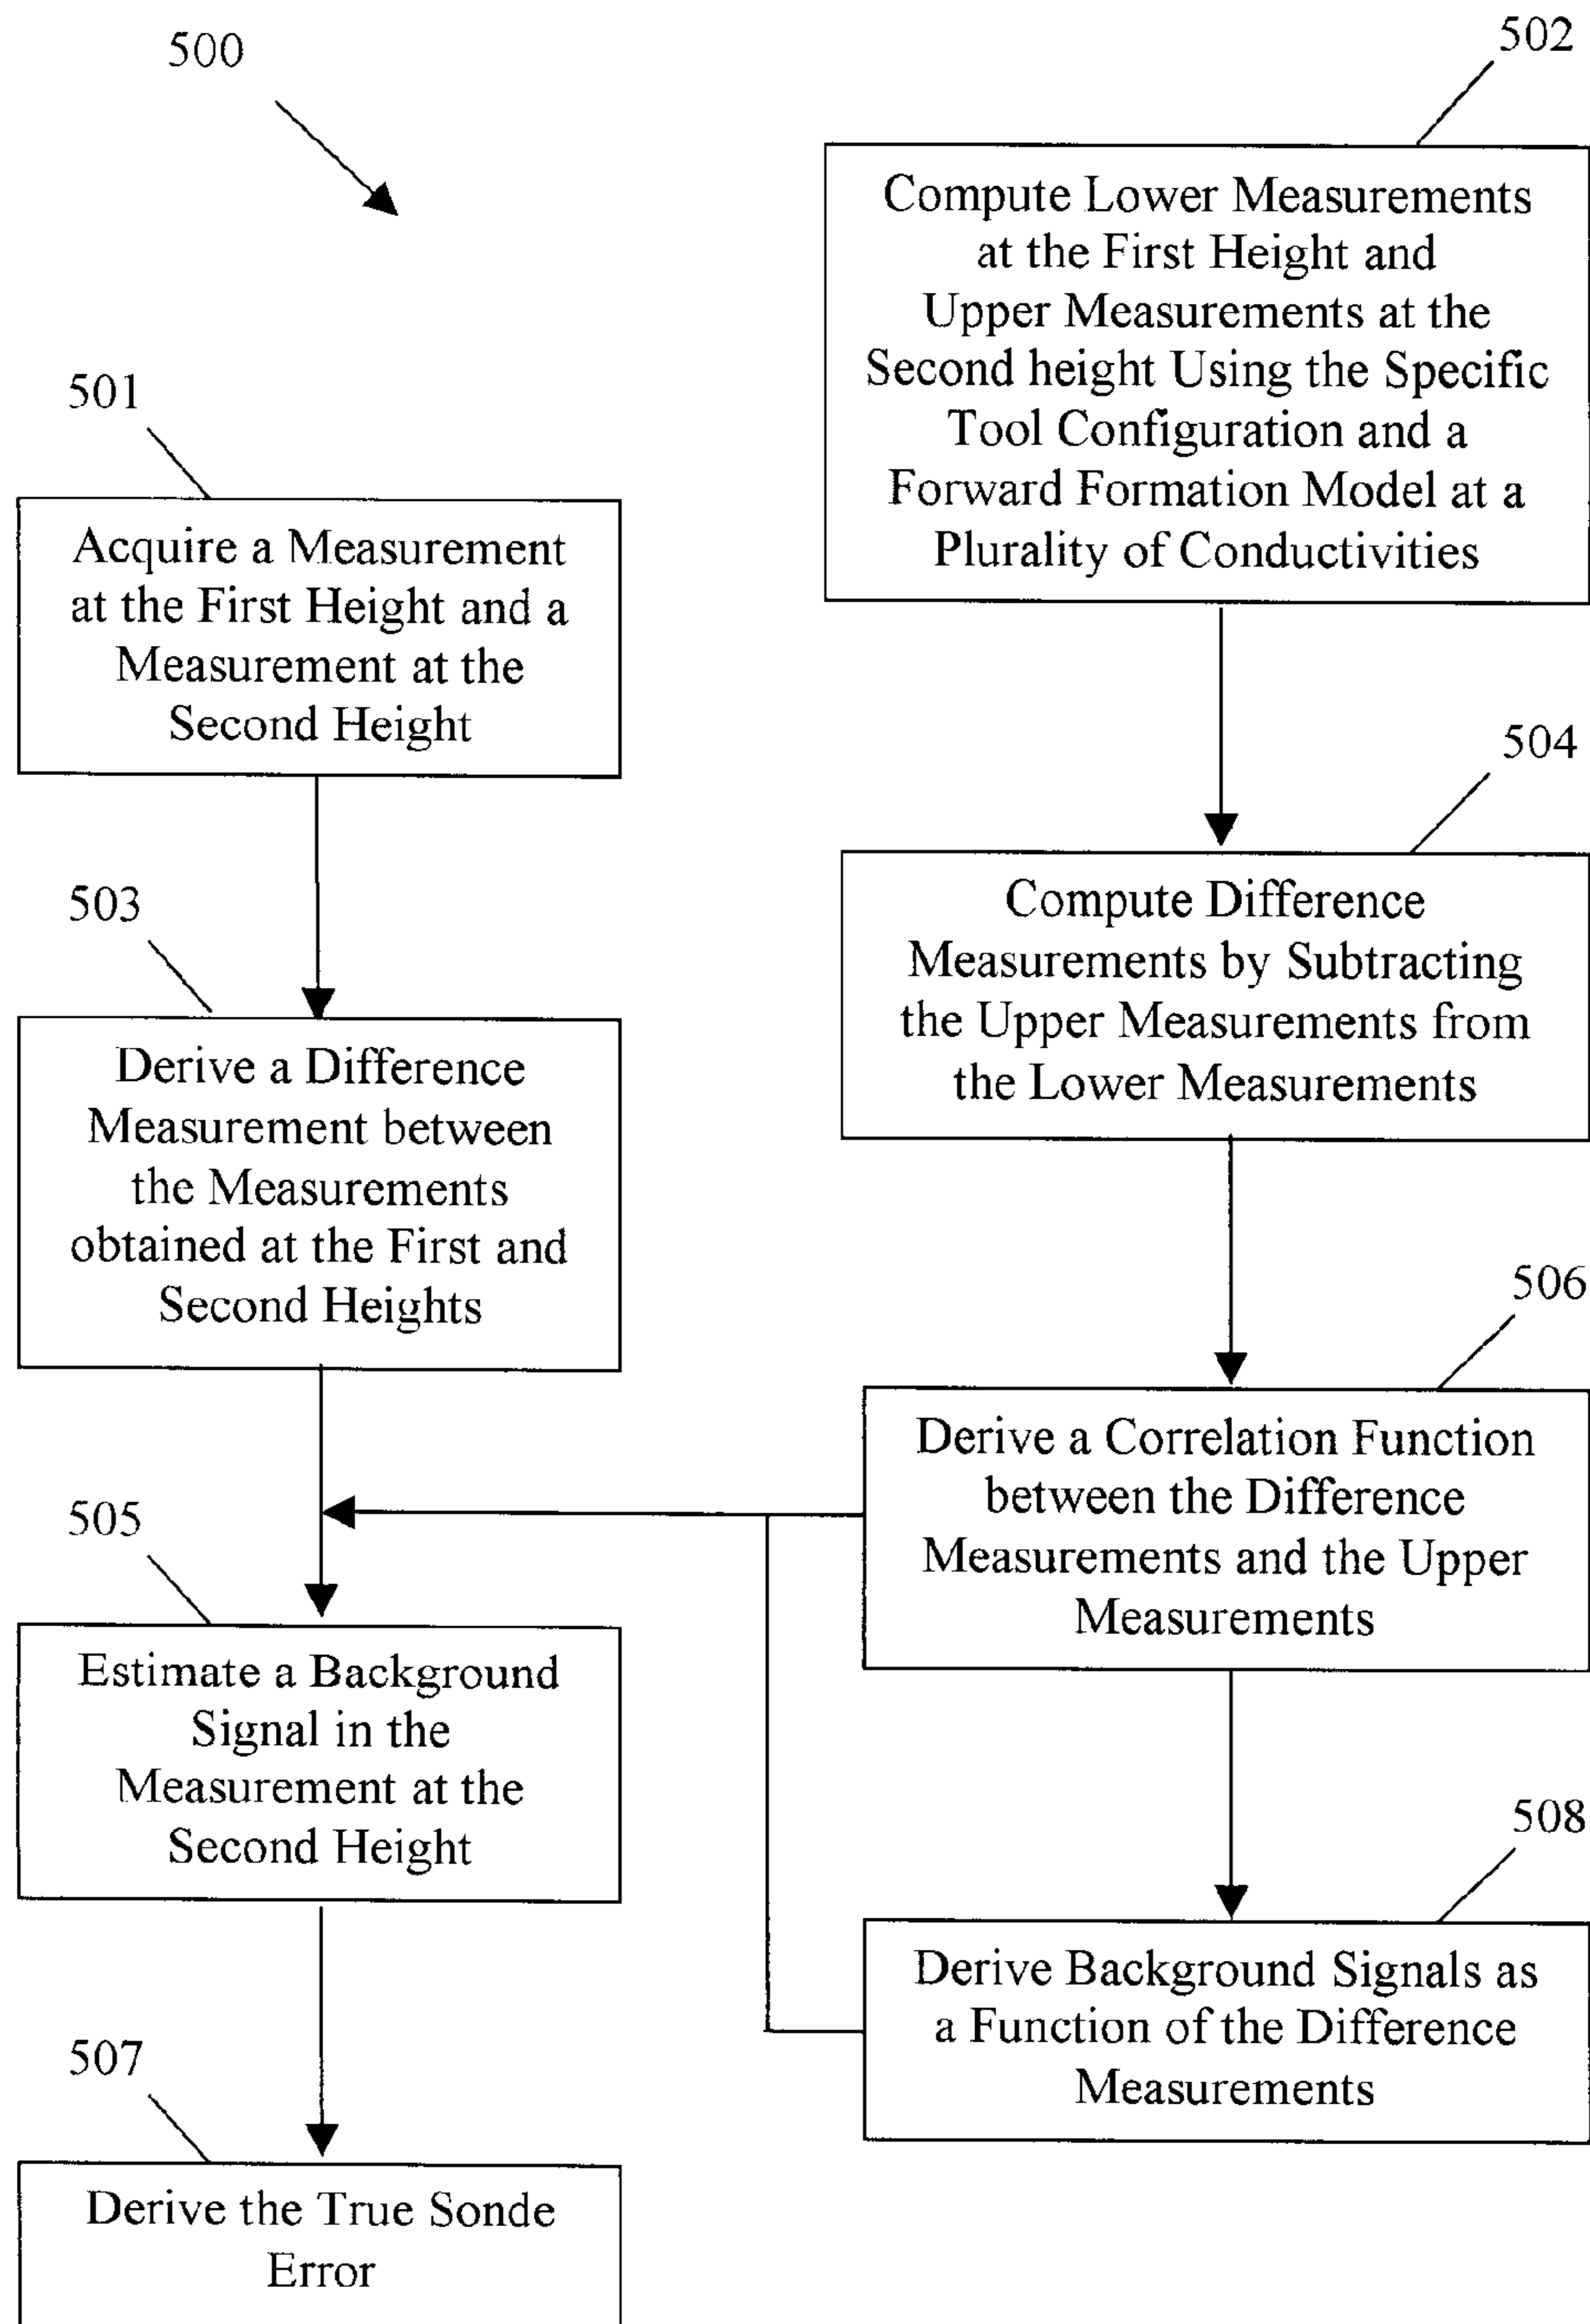 500
502
Compute Lower Measurements
at the First Height and
Upper Measurements at the
Second height Using the Specific
Tool Configuration and a
Forward Formation Model at a
Plurality of Conductivities
501
Acquire a Measurement
at the First Height and a
Measurement at the
Second Height
504
Compute Difference
Measurements by Subtracting
the Upper Measurements from
the Lower Measurements
503
Derive a Difference
Measurement between
the Measurements
obtained at the First and
Second Heights
506
Derive a Correlation Function
between the Difference
Measurements and the Upper
Measurements
505
Estimate a Background
Signal in the
Measurement at the
Second Height
508
Derive Background Signals as
a Function of the Difference
Measurements
507
Derive the True Sonde
Error